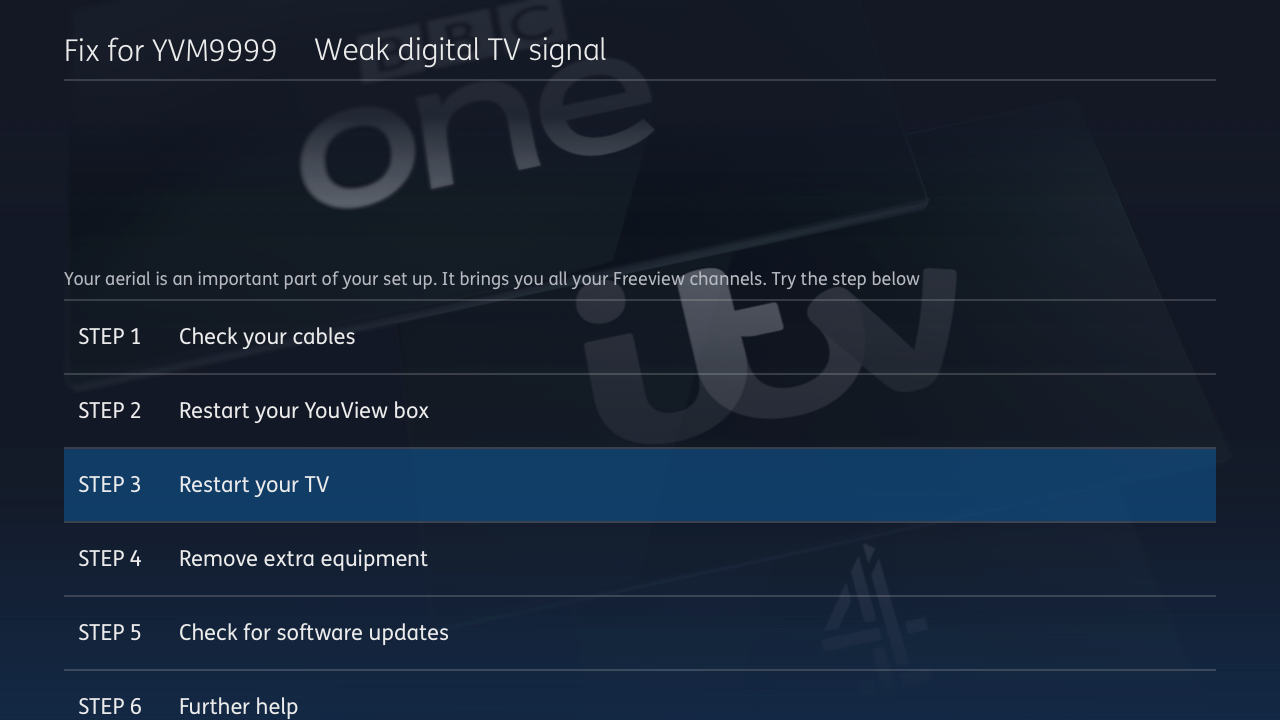 Fix for YVM9999 Weak digital TV signal
BBC
one
Your aerial is an important part of your set up. It brings you all your Freeview channels. Try the step below
itv
STEP 1 Check your cables
STEP 2 Restart your YouView box
STEP 3 Restart your TV
STEP 4 Remove extra equipment
4
STEP 5 Check for software updates
STEP 6 Further help